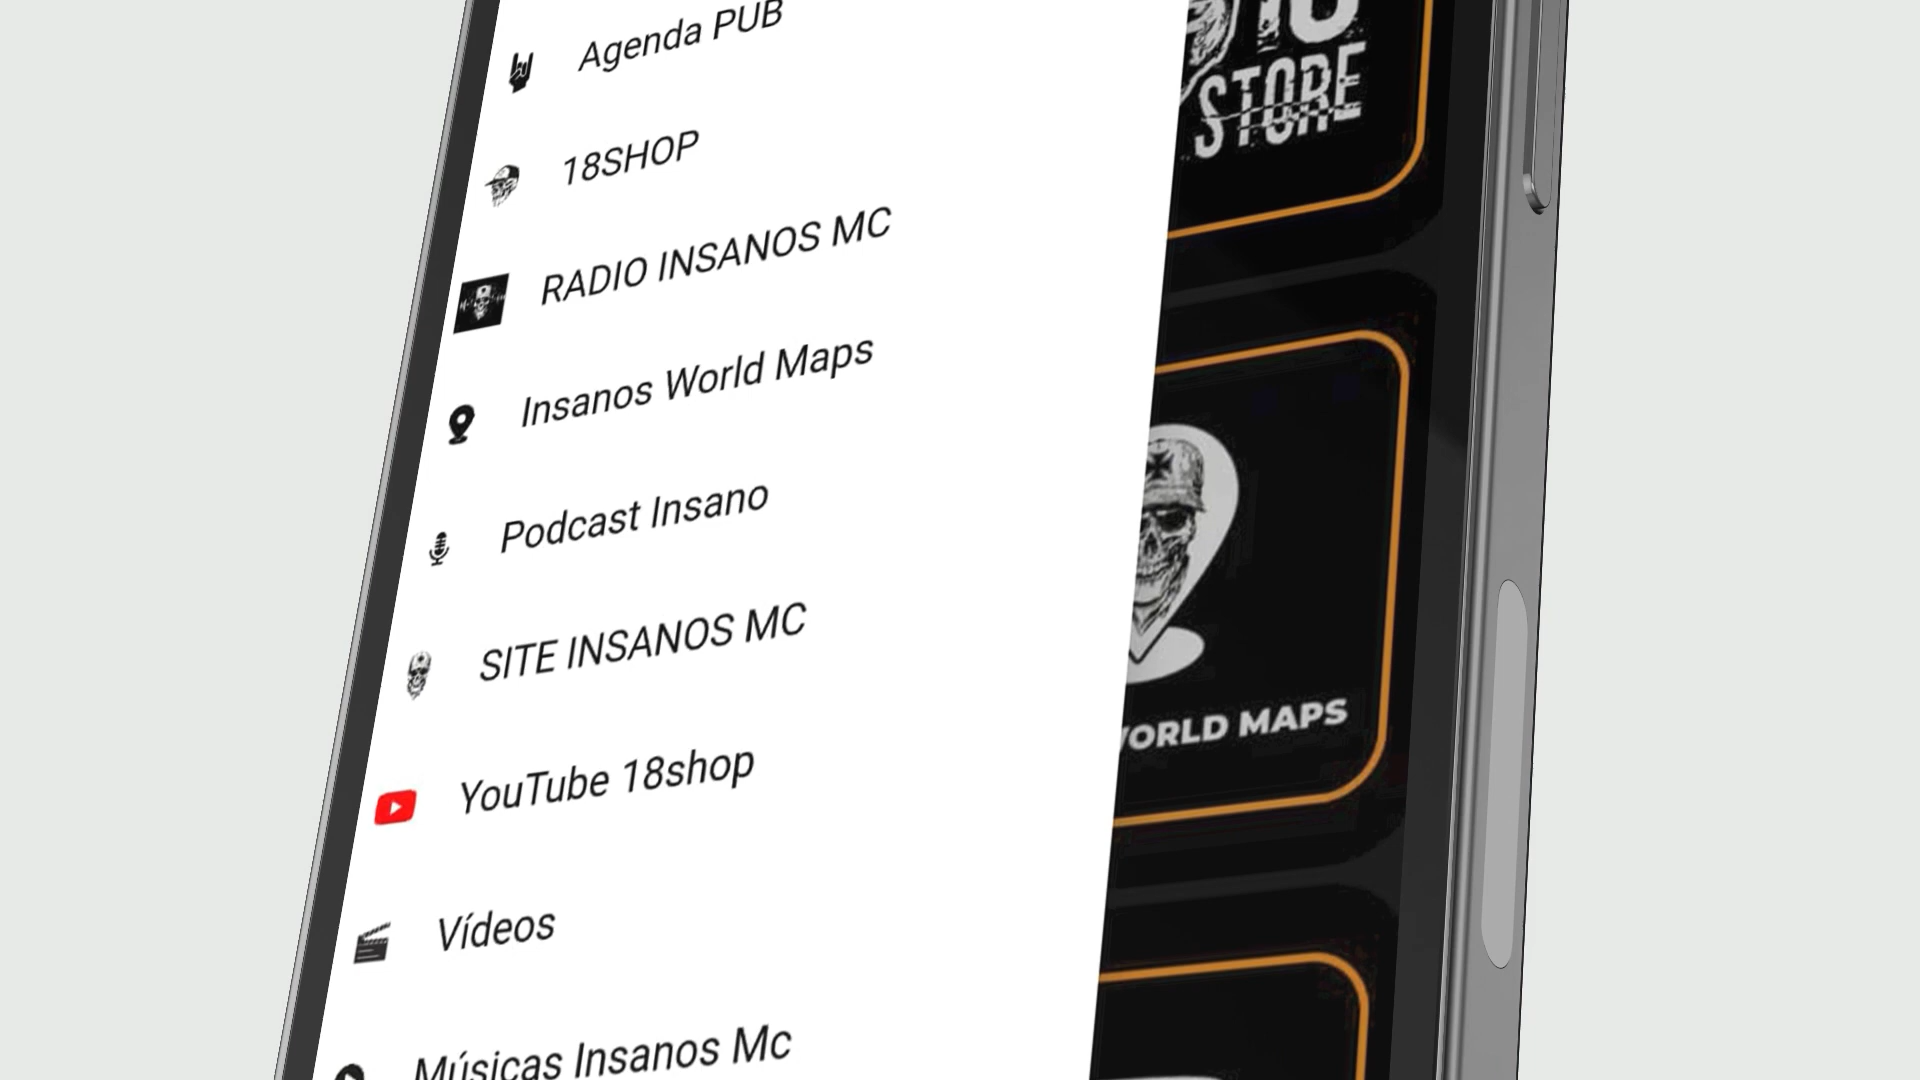 Agenda PUB
18SHOP
RADIO INSANOS MC
Insanos World Maps
Podcast Insano
SITE INSANOS MC
YouTube 18shop
Vídeos
Músicas Insanos Mc
18
STORE
WORLD MAPS